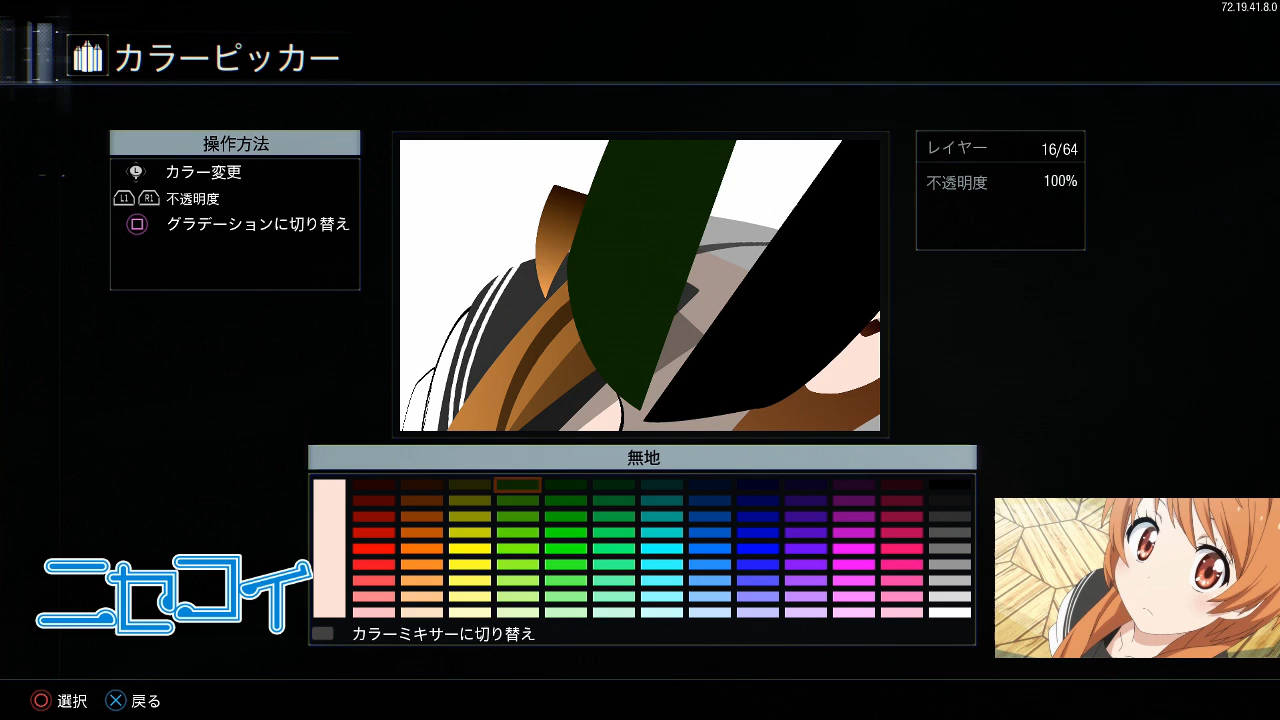 72.19.41.8.0
カラーピッカー
操作方法
L カラー変更
L1 R1 不透明度
グラデーションに切り替え
レイヤー 16/64
不透明度 100%
無地
カラーミキサーに切り替え
ニセコイ
選択 戻る